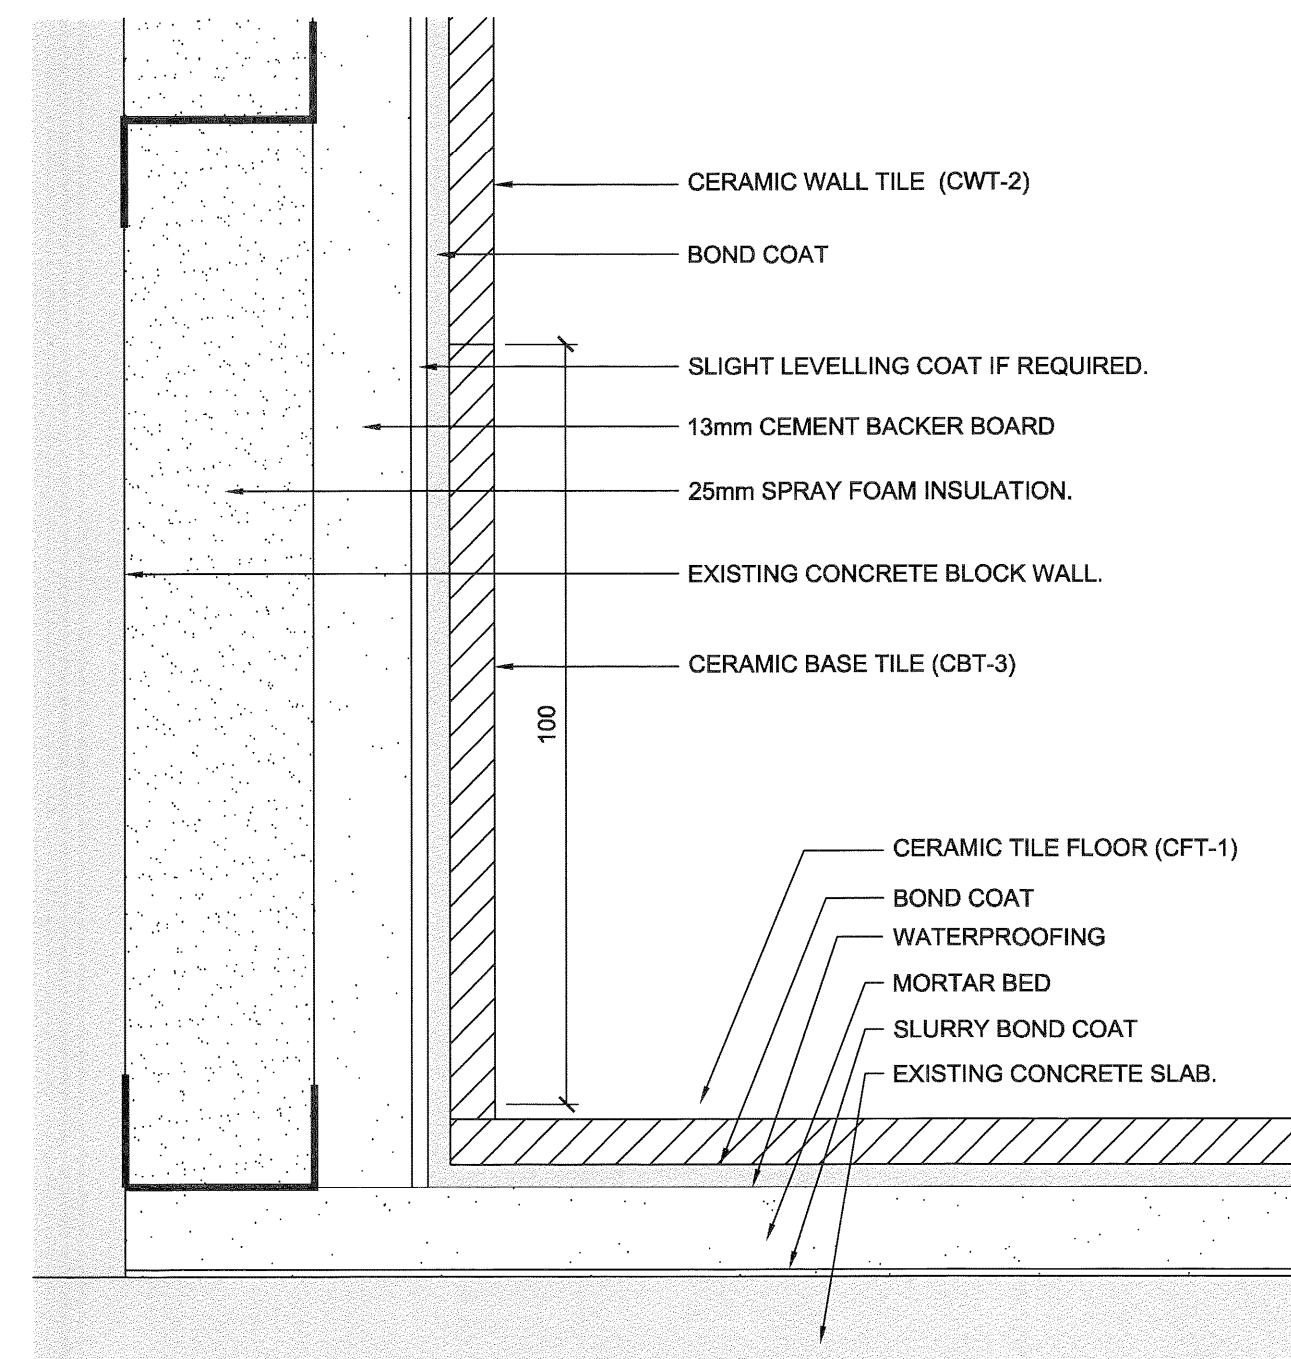 CERAMIC WALL TILE (CWT-2)
BOND COAT
SLIGHT LEVELLING COAT IF REQUIRED.
13mm CEMENT BACKER BOARD
25mm SPRAY FOAM INSULATION.
EXISTING CONCRETE BLOCK WALL.
CERAMIC BASE TILE (CBT-3)
100
CERAMIC TILE FLOOR (CFT-1)
BOND COAT
WATERPROOFING
MORTAR BED
SLURRY BOND COAT
EXISTING CONCRETE SLAB.